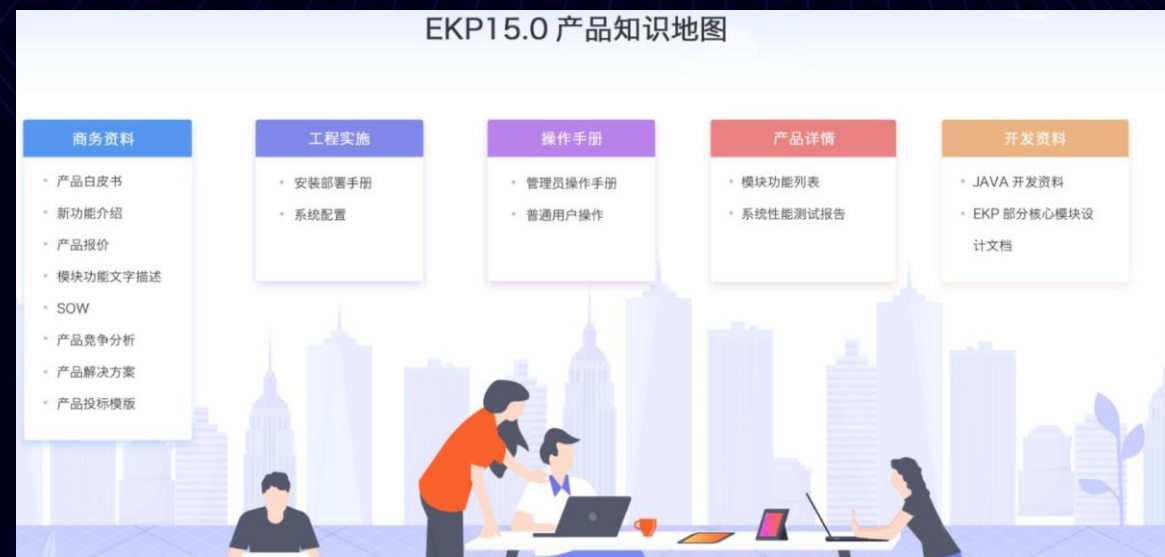 EKP15.0 产品知识地图
商务资料
产品白皮书
新功能介绍
产品报价
模块功能文字描述
SOW
产品竞争分析
产品解决方案
产品投标模版
工程实施
安装部署手册
系统配置
操作手册
管理员操作手册
普通用户操作
产品详情
模块功能列表
系统性能测试报告
开发资料
JAVA 开发资料
EKP 部分核心模块设
计文档